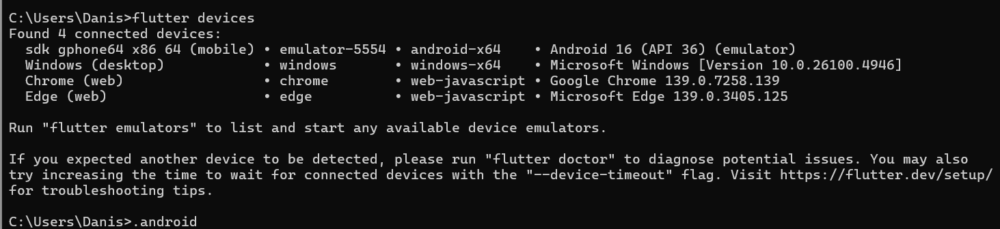 C:\Users\Danis>flutter devices
Found 4 connected devices:
  sdk gphone64 x86 64 (mobile) • emulator-5554 • android-x64    • Android 16 (API 36) (emulator)
  Windows (desktop)            • windows       • windows-x64    • Microsoft Windows [Version 10.0.26100.4946]
  Chrome (web)                 • chrome        • web-javascript • Google Chrome 139.0.7258.139
  Edge (web)                   • edge          • web-javascript • Microsoft Edge 139.0.3405.125

Run "flutter emulators" to list and start any available device emulators.

If you expected another device to be detected, please run "flutter doctor" to diagnose potential issues. You may also
try increasing the time to wait for connected devices with the "--device-timeout" flag. Visit https://flutter.dev/setup/
for troubleshooting tips.

C:\Users\Danis>.android